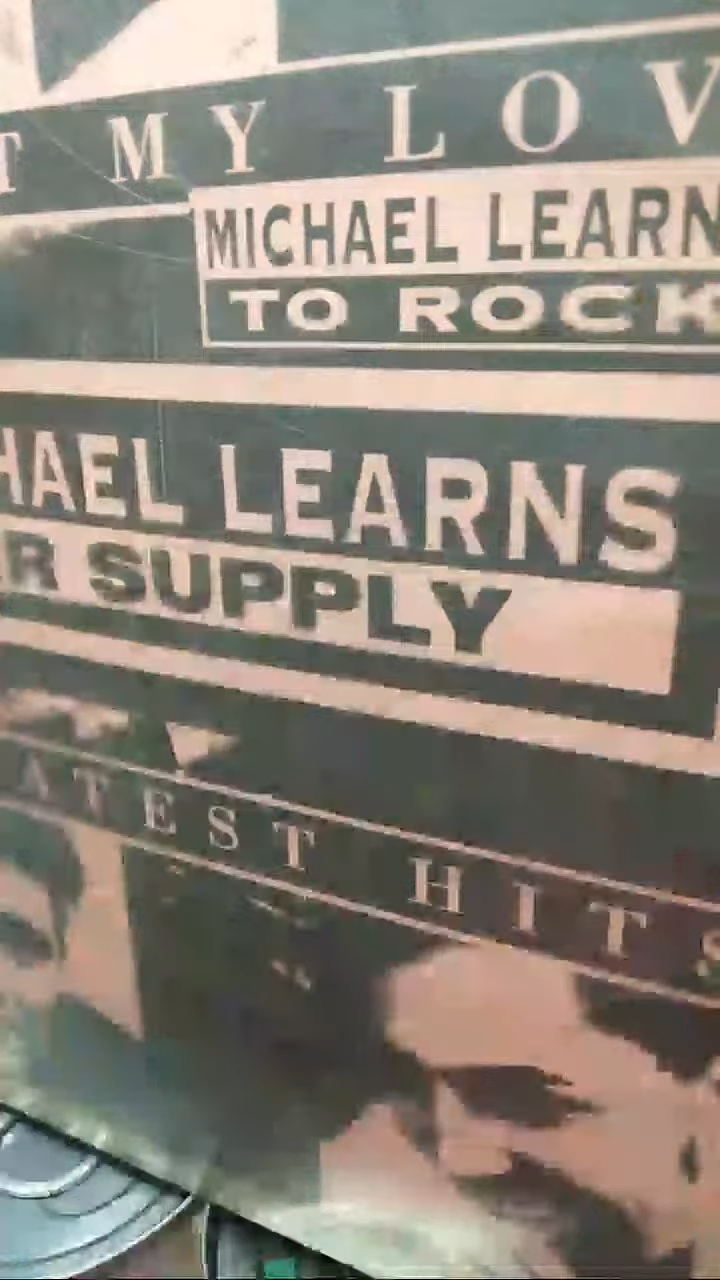 T MY LOV
MICHAEL LEARN
TO ROCK
HAEL LEARNS
R SUPPLY
ATEST HITS